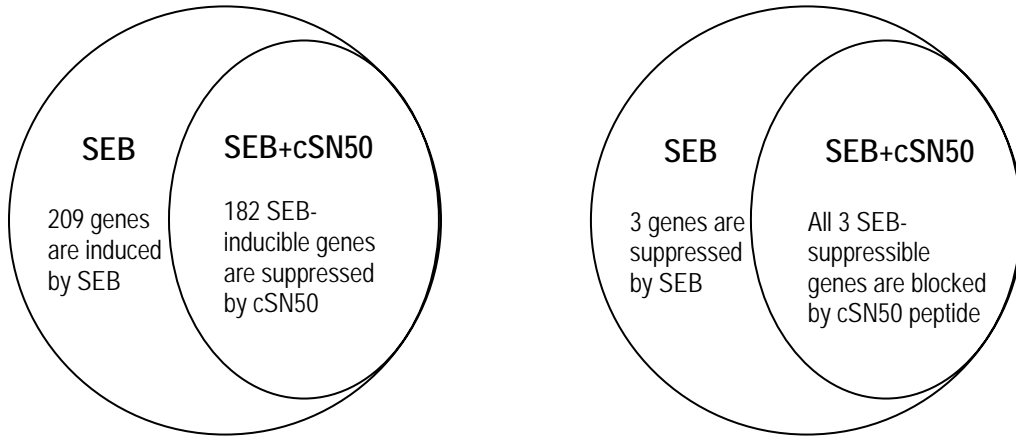 SEB
SEB+cSN50
209 genes
are induced
by SEB
182 SEB-
inducible genes
are suppressed
by cSN50
SEB
SEB+cSN50
3 genes are
suppressed
by SEB
All 3 SEB-
suppressible
genes are blocked
by cSN50 peptide